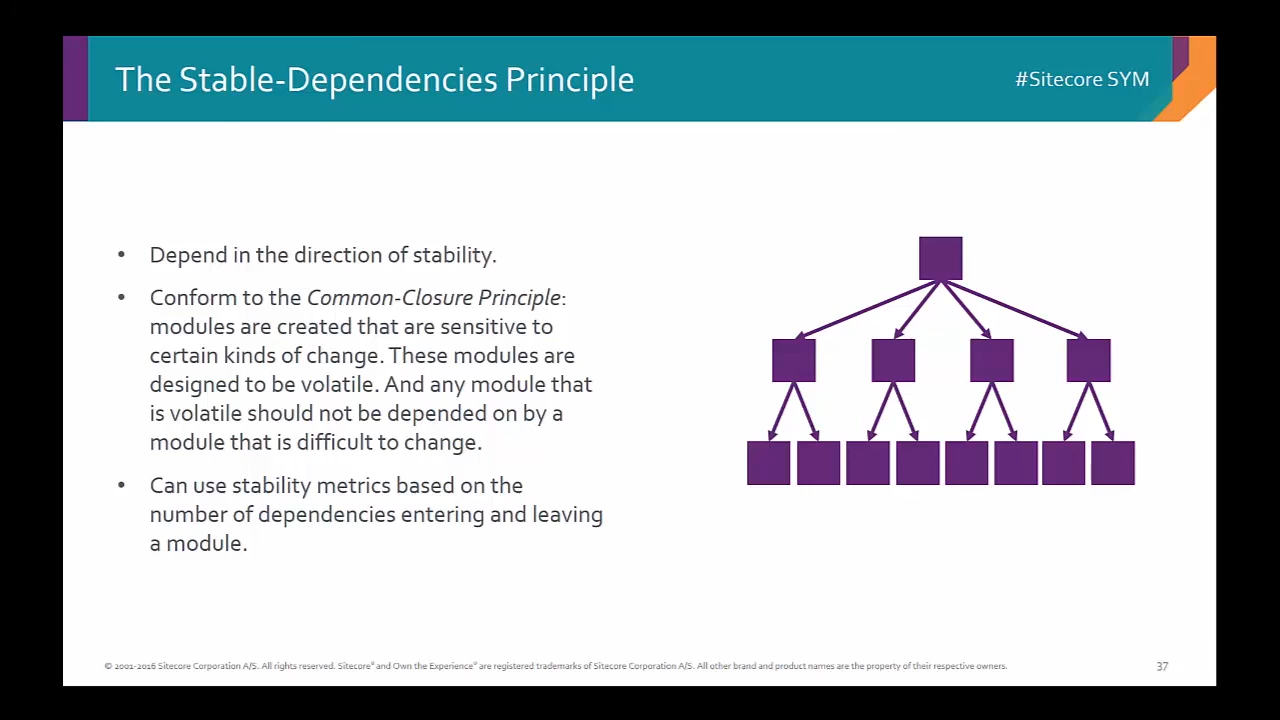 The Stable-Dependencies Principle
#Sitecore SYM
• Depend in the direction of stability.
• Conform to the Common-Closure Principle:
modules are created that are sensitive to
certain kinds of change. These modules are
designed to be volatile. And any module that
is volatile should not be depended on by a
module that is difficult to change.
• Can use stability metrics based on the
number of dependencies entering and leaving
a module.
© 2001-2016 Sitecore Corporation A/S. All rights reserved. Sitecore® and Own the Experience® are registered trademarks of Sitecore Corporation A/S. All other brand and product names are the property of their respective owners.
37